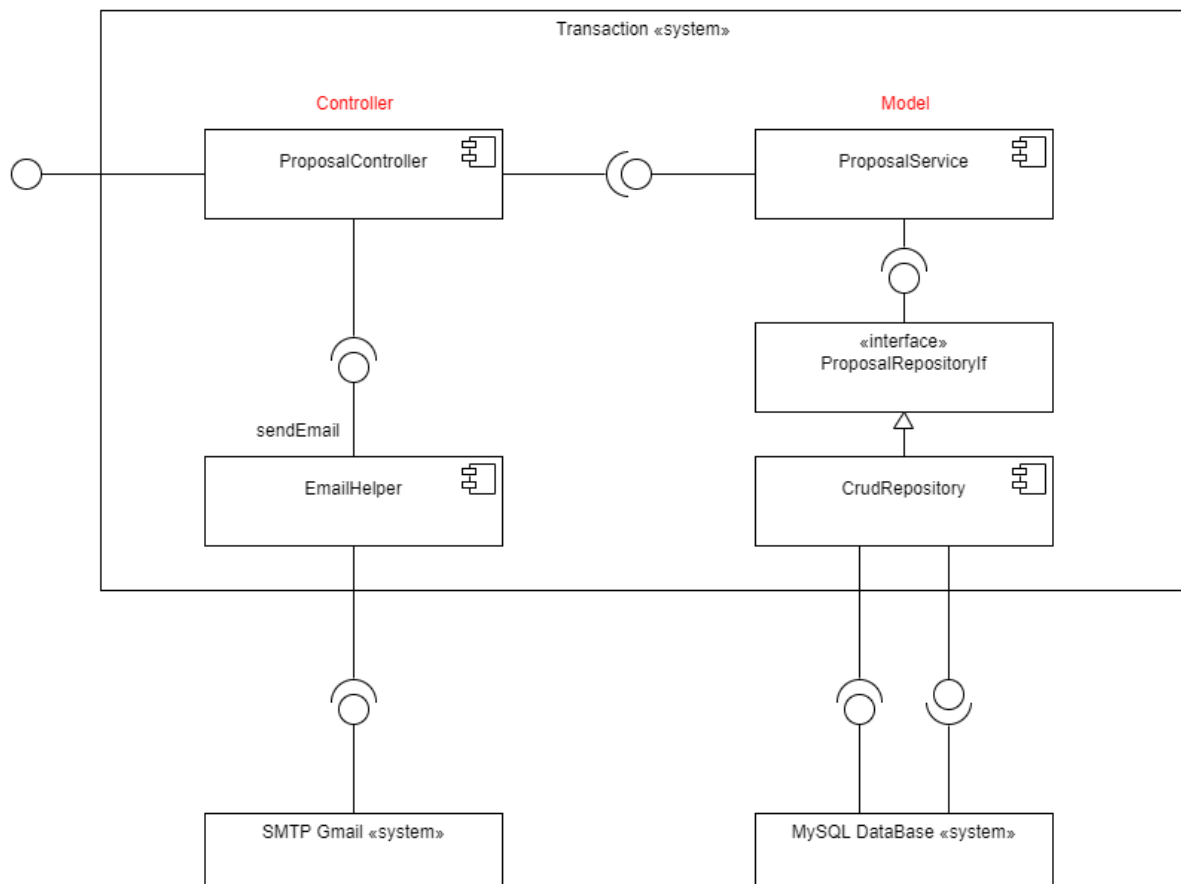 Transaction «system»
Controller
Model
ProposalController
ProposalService
«interface»
ProposalRepositoryIf
sendEmail
EmailHelper
CrudRepository
SMTP Gmail «system»
MySQL DataBase «system»